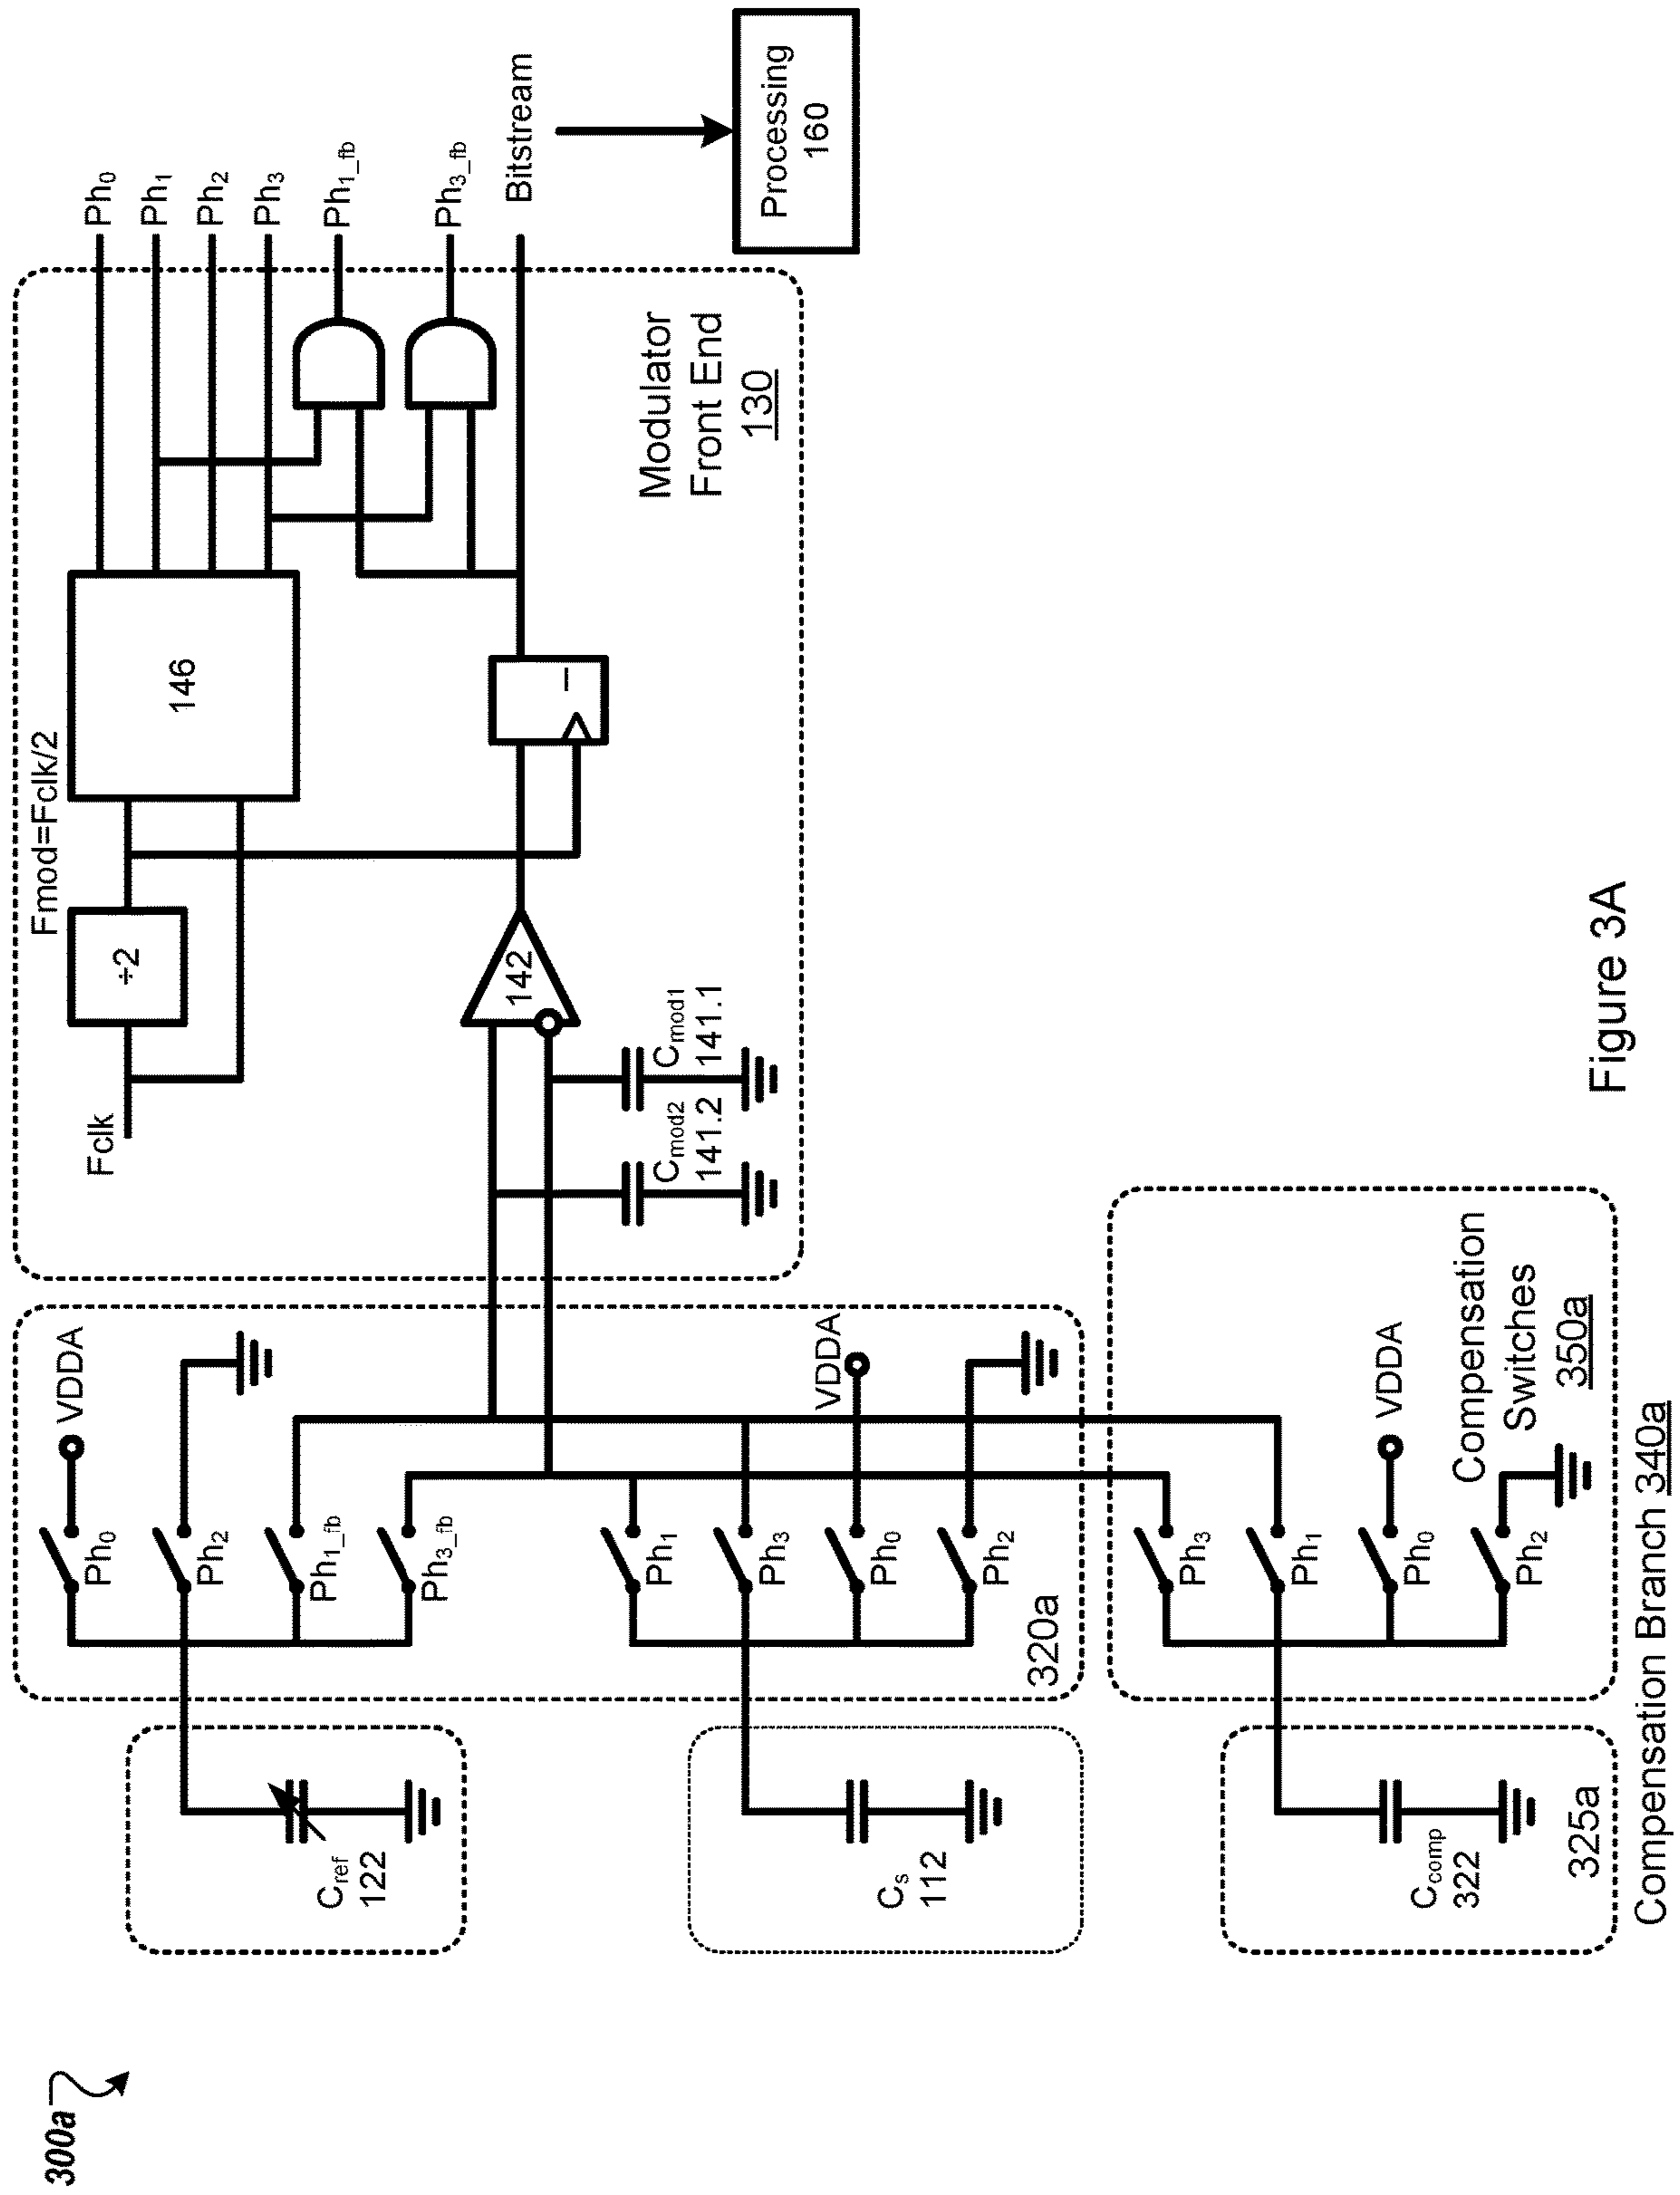 300a
Fclk
÷2
Fmod=Fclk/2
146
Ph0
Ph1
Ph2
Ph3
Ph1_fb
Ph3_fb
Bitstream
Processing
160
142
Cmod2
141.2
Cmod1
141.1
Modulator
Front End
130
VDDA
Ph0
Ph2
Ph1_fb
Ph3_fb
Cref
122
Ph1
Ph3
VDDA
Ph0
Ph2
320a
Cs
112
Ph3
Ph1
VDDA
Ph0
Ph2
Compensation
Switches
350a
Ccomp
322
325a
Compensation Branch 340a
Figure 3A